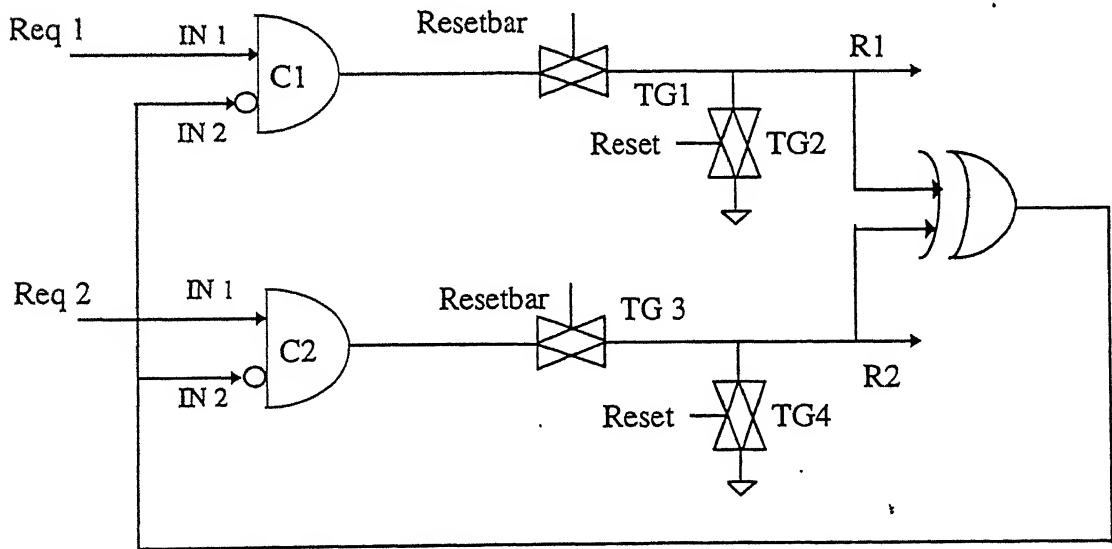 Req 1
IN 1
C1
IN 2
Resetbar
TG1
R1
Reset
TG2
Req 2
IN 1
C2
IN 2
Resetbar
TG 3
R2
Reset
TG4